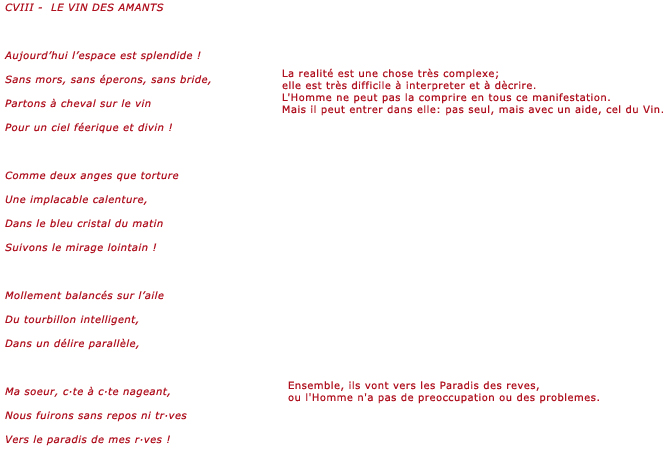 CVIII - LE VIN DES AMANTS
Aujourd’hui l’espace est splendide !
Sans mors, sans éperons, sans bride,
Partons à cheval sur le vin
Pour un ciel féerique et divin !
La realité est une chose très complexe;
elle est très difficile à interpreter et à dècrire.
L'Homme ne peut pas la comprire en tous ce manifestation.
Mais il peut entrer dans elle: pas seul, mais avec un aide, cel du Vin.
Comme deux anges que torture
Une implacable calenture,
Dans le bleu cristal du matin
Suivons le mirage lointain !
Mollement balancés sur l’aile
Du tourbillon intelligent,
Dans un délire parallèle,
Ma soeur, c·te à c·te nageant,
Nous fuirons sans repos ni tr·ves
Vers le paradis de mes r·ves !
Ensemble, ils vont vers les Paradis des reves,
ou l'Homme n'a pas de preoccupation ou des problemes.